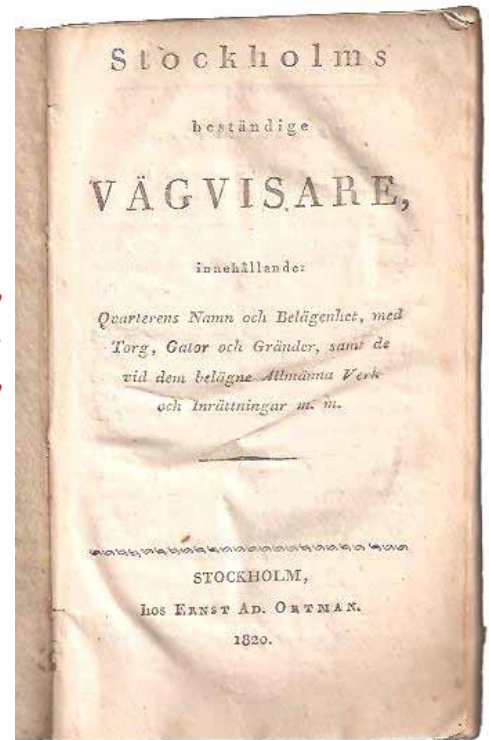 Stockholms
beständige
VÄGVISARE,
innehållande:
Qvarterens Namn och Belägenhet, med
Torg, Gator och Gränder, samt de
vid dem belägne Allmänna Verk
och Inrättningar m. m.
STOCKHOLM,
hos ERNST AD. ORTMAN.
1820.